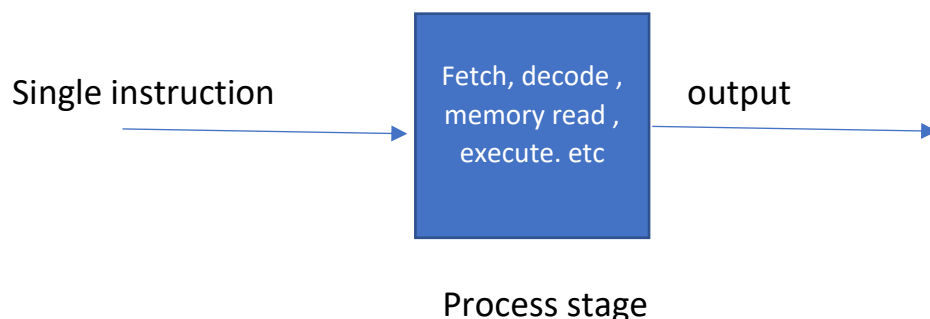 Single instruction
Fetch, decode ,
memory read ,
execute. etc
output
Process stage